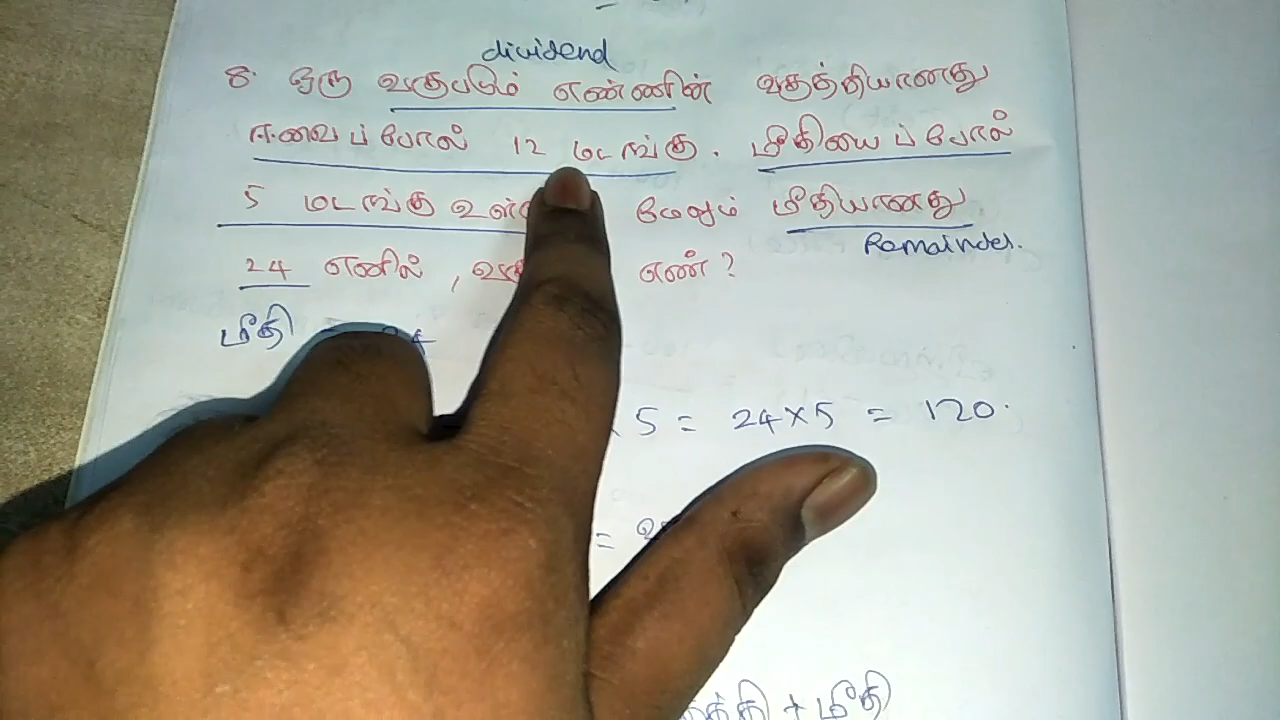 dividend
8. ஒரு வகுபடும் எண்ணின் வகுத்தியானது
ஈவைப்போல் 12 மடங்கு. மீதியைப்போல்
5 மடங்கு மேலும் மீதியானது
Remainder.
24 எனில், எண்?
மீதி
5 = 24×5 = 120.
=
+ மீதி